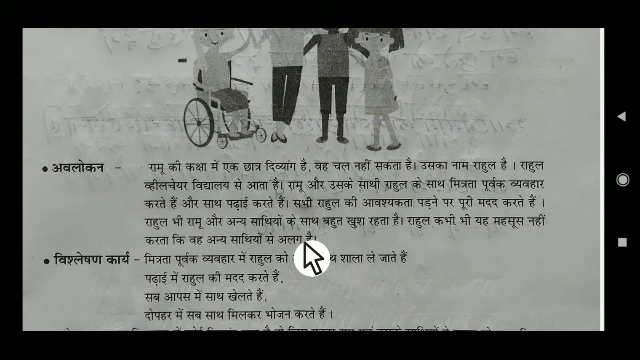 • अवलोकन – रामू की कक्षा में एक छात्र दिव्यांग है, वह चल नहीं सकता है। उसका नाम राहुल है । राहुल
व्हीलचेयर विद्यालय से आता है। रामू और उसके साथी राहुल के साथ मित्रता पूर्वक व्यवहार
करते हैं और साथ पढ़ाई करते हैं। सभी राहुल की आवश्यकता पड़ने पर पूरी मदद करते हैं ।
राहुल भी रामू और अन्य साथियों के साथ बहुत खुश रहता है। राहुल कभी भी यह महसूस नहीं
करता कि वह अन्य साथियों से अलग है।
• विश्लेषण कार्य – मित्रता पूर्वक व्यवहार में राहुल को शाला ले जाते हैं
पढ़ाई में राहुल की मदद करते हैं,
सब आपस में साथ खेलते हैं,
दोपहर में सब साथ मिलकर भोजन करते हैं ।